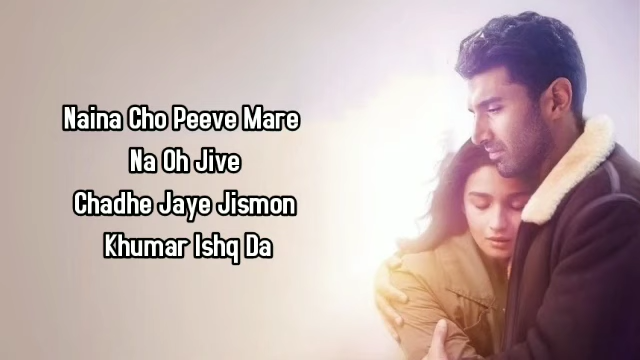 Naina Cho Peeve Mare
Na Oh Jive
Chadhe Jaye Jismon
Khumar Ishq Da